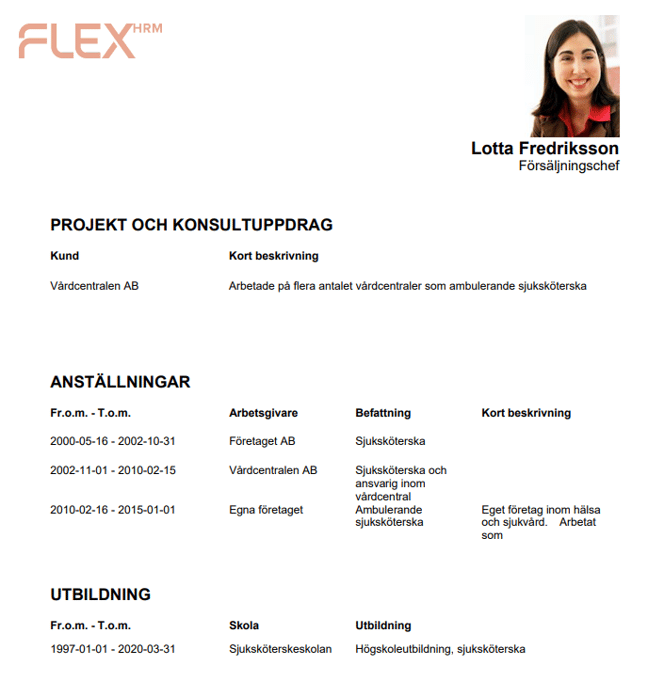 FLEX HRM
Lotta Fredriksson
Försäljningschef
PROJEKT OCH KONSULTUPPDRAG
Kund Kort beskrivning
Vårdcentralen AB Arbetade på flera antalet vårdcentraler som ambulerande sjuksköterska
ANSTÄLLNINGAR
Fr.o.m. - T.o.m. Arbetsgivare Befattning Kort beskrivning
2000-05-16 - 2002-10-31 Företaget AB Sjuksköterska
2002-11-01 - 2010-02-15 Vårdcentralen AB Sjuksköterska och
ansvarig inom
vårdcentral
2010-02-16 - 2015-01-01 Egna företaget Ambulerande Eget företag inom hälsa
sjuksköterska och sjukvård. Arbetat
som
UTBILDNING
Fr.o.m. - T.o.m. Skola Utbildning
1997-01-01 - 2020-03-31 Sjuksköterskeskolan Högskoleutbildning, sjuksköterska